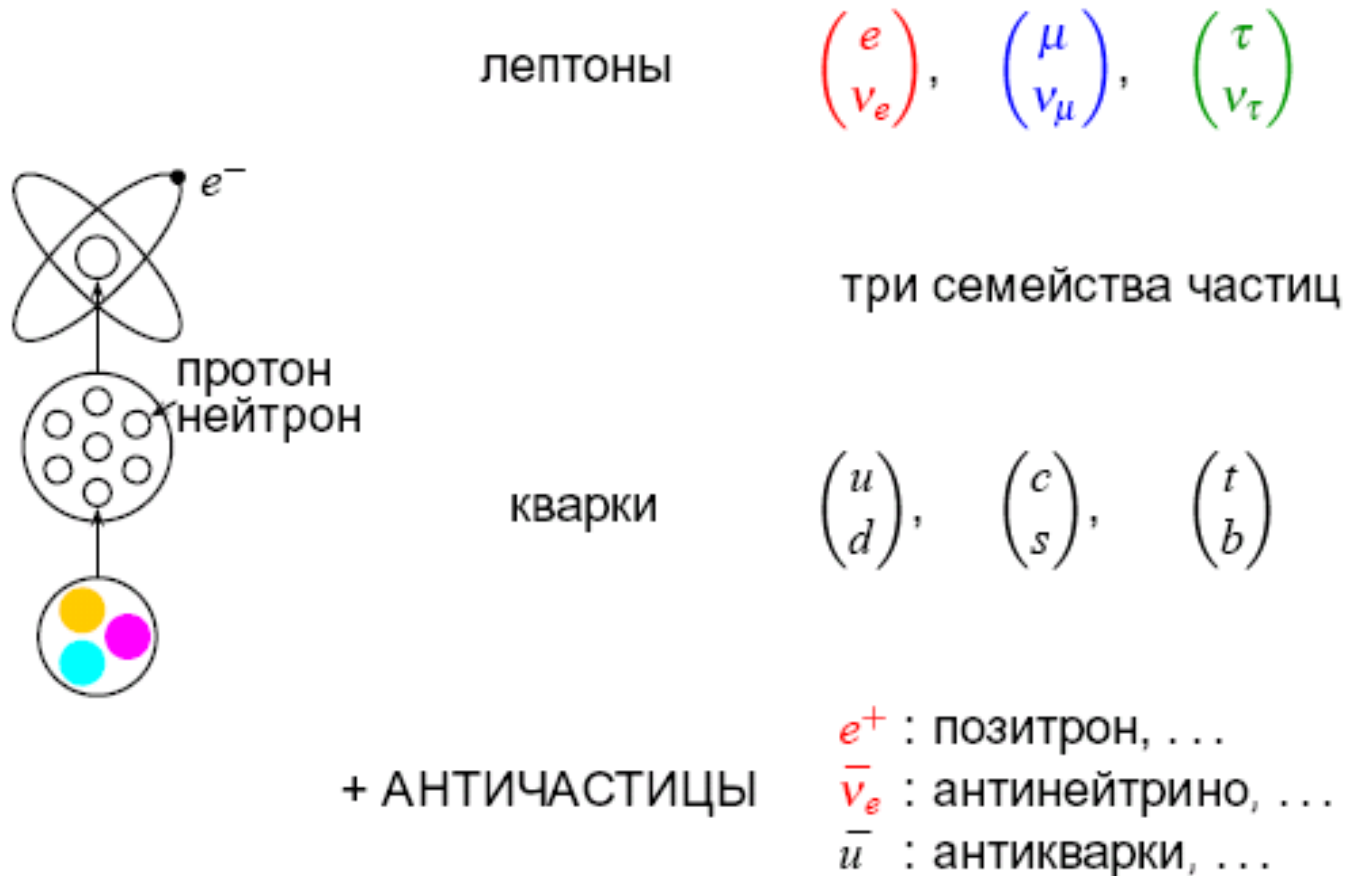 лептоны
(e
ν_e), (μ
ν_μ), (τ
ν_τ)
e⁻
три семейства частиц
протон
нейтрон
кварки
(u
d), (c
s), (t
b)
e⁺ : позитрон, ...
+ АНТИЧАСТИЦЫ
ν̅_e : антинейтрино, ...
u̅ : антикварки, ...